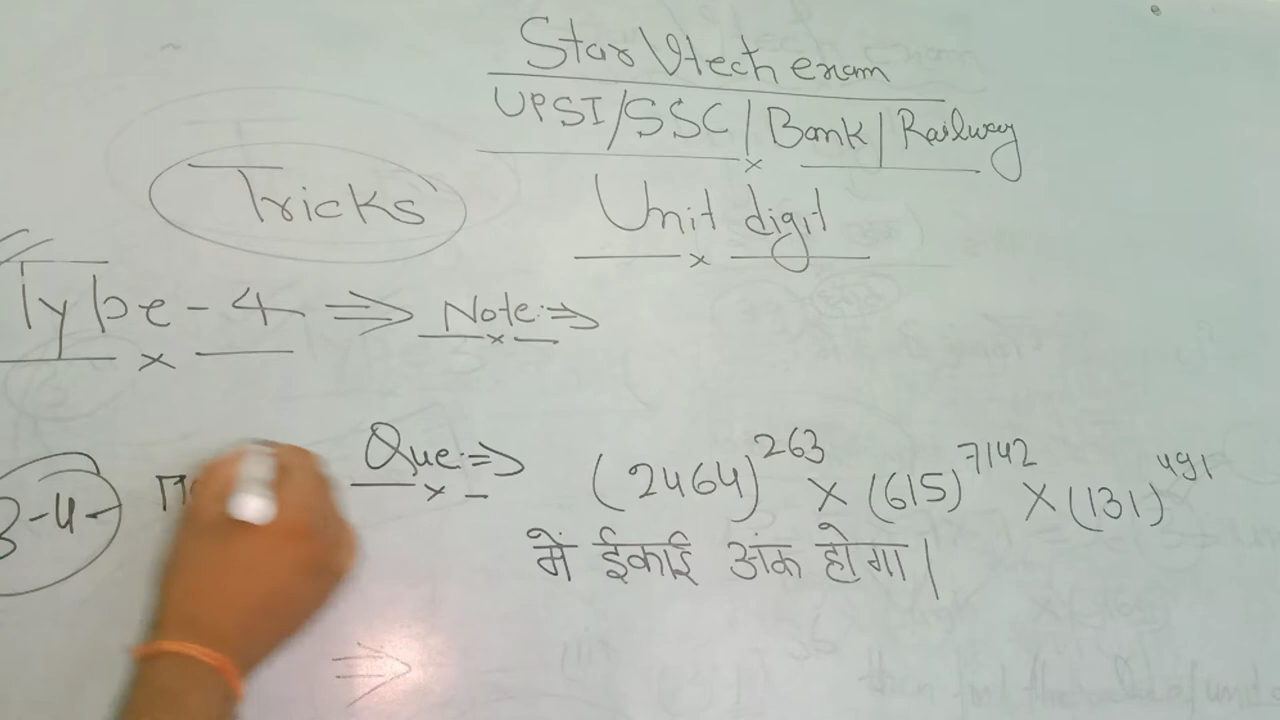 Star Vtech exam
UPSI/SSC/Bank/Railway
Tricks
Unit digit
Type-4 ⇒ Note:⇒
3-4-
Que:⇒ (2464)^263 × (615)^7142 × (131)^491
में ईकाई अंक होगा।
⇒